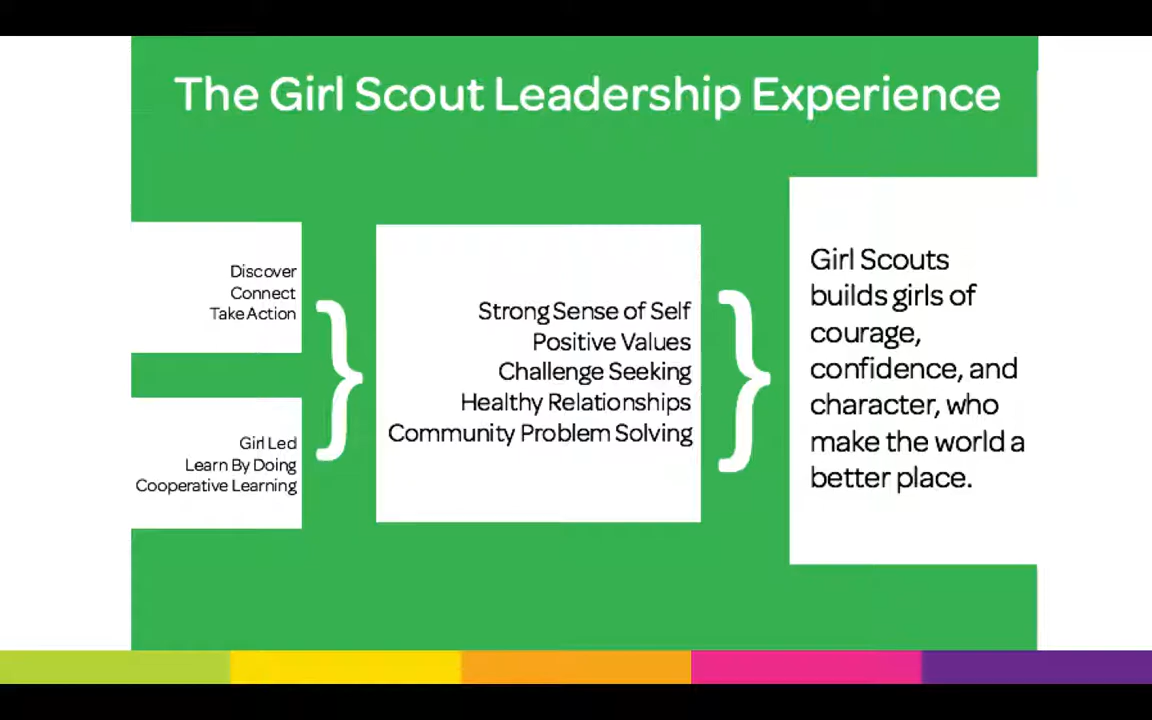 The Girl Scout Leadership Experience
Discover
Connect
Take Action
Girl Led
Learn By Doing
Cooperative Learning
Strong Sense of Self
Positive Values
Challenge Seeking
Healthy Relationships
Community Problem Solving
Girl Scouts
builds girls of
courage,
confidence, and
character, who
make the world a
better place.